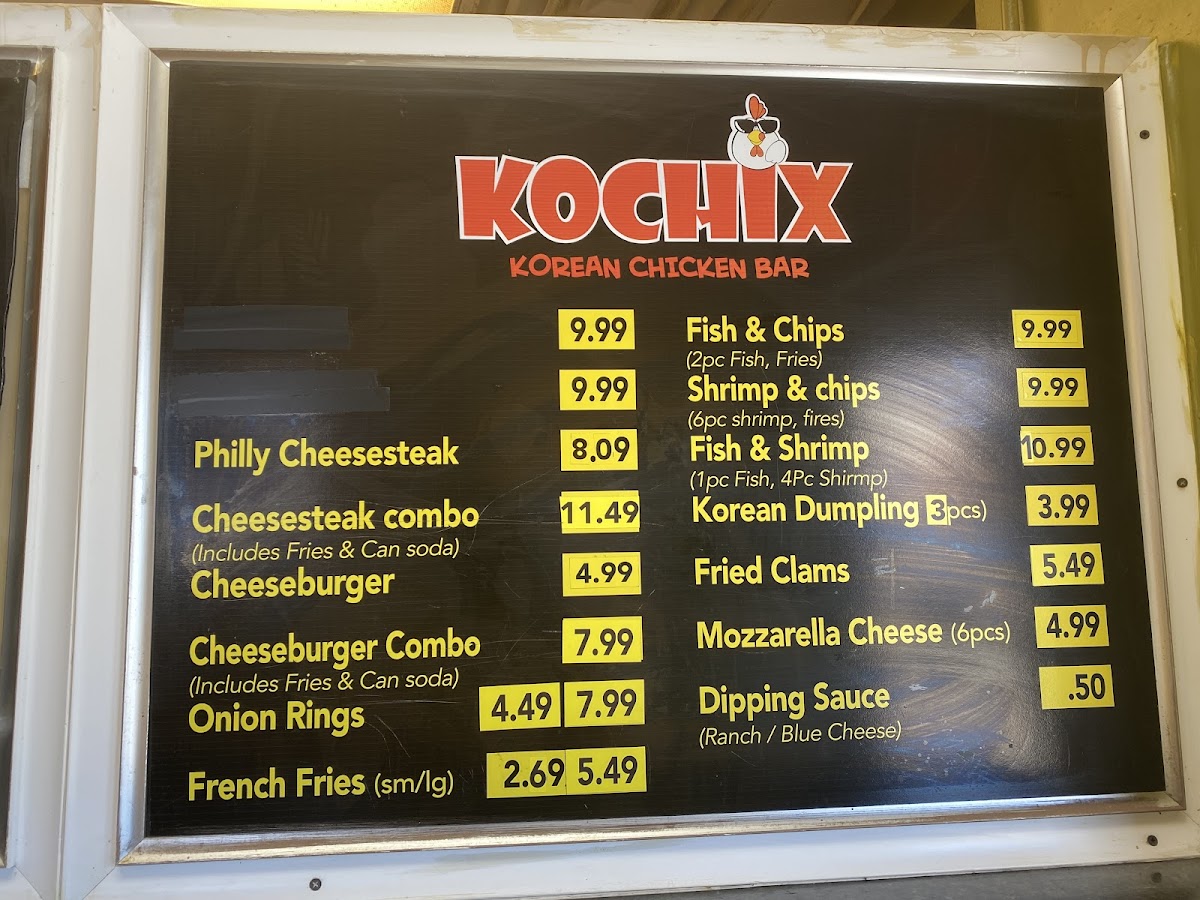 KOCHIX
KOREAN CHICKEN BAR
9.99
9.99
Philly Cheesesteak 8.09
Cheesesteak combo 11.49
(Includes Fries & Can soda)
Cheeseburger 4.99
Cheeseburger Combo 7.99
(Includes Fries & Can soda)
Onion Rings 4.49 7.99
French Fries (sm/lg) 2.69 5.49
Fish & Chips 9.99
(2pc Fish, Fries)
Shrimp & chips 9.99
(6pc shrimp, fires)
Fish & Shrimp 10.99
(1pc Fish, 4Pc Shirmp)
Korean Dumpling 3pcs) 3.99
Fried Clams 5.49
Mozzarella Cheese (6pcs) 4.99
Dipping Sauce .50
(Ranch / Blue Cheese)